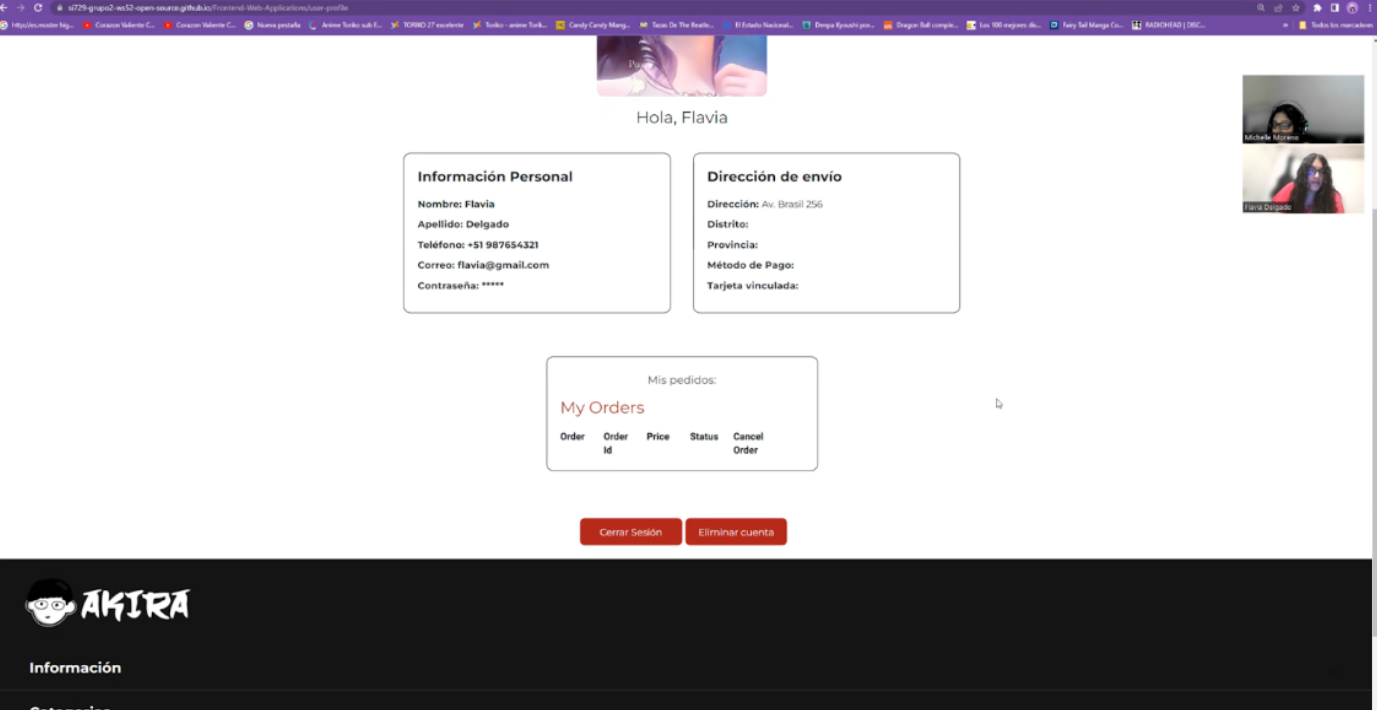 si729-grupo2-ws52-open-source.github.io/Frontend-Web-Applications/user-profile
http://es.master Nig... Corazon Valiente C... Corazon Valiente C... Nueva pestaña Anime Toriko sub E... TORIKO 27 excelente Toriko - anime Torik... Candy Candy Mang... Tazos De The Beatle... El Estado Nacional... Denpa Kyoushi por... Dragon Ball comple... Los 100 mejores dis... Fairy Tail Manga Co... RADIOHEAD | DISC... » Todos los marcadores
Hola, Flavia
Michelle Moreno
Flavia Delgado
Información Personal
Nombre: Flavia
Apellido: Delgado
Teléfono: +51 987654321
Correo: flavia@gmail.com
Contraseña: *****
Dirección de envío
Dirección: Av. Brasil 256
Distrito:
Provincia:
Método de Pago:
Tarjeta vinculada:
Mis pedidos:
My Orders
Order Order Id Price Status Cancel Order
Cerrar Sesión Eliminar cuenta
AKIRA
Información